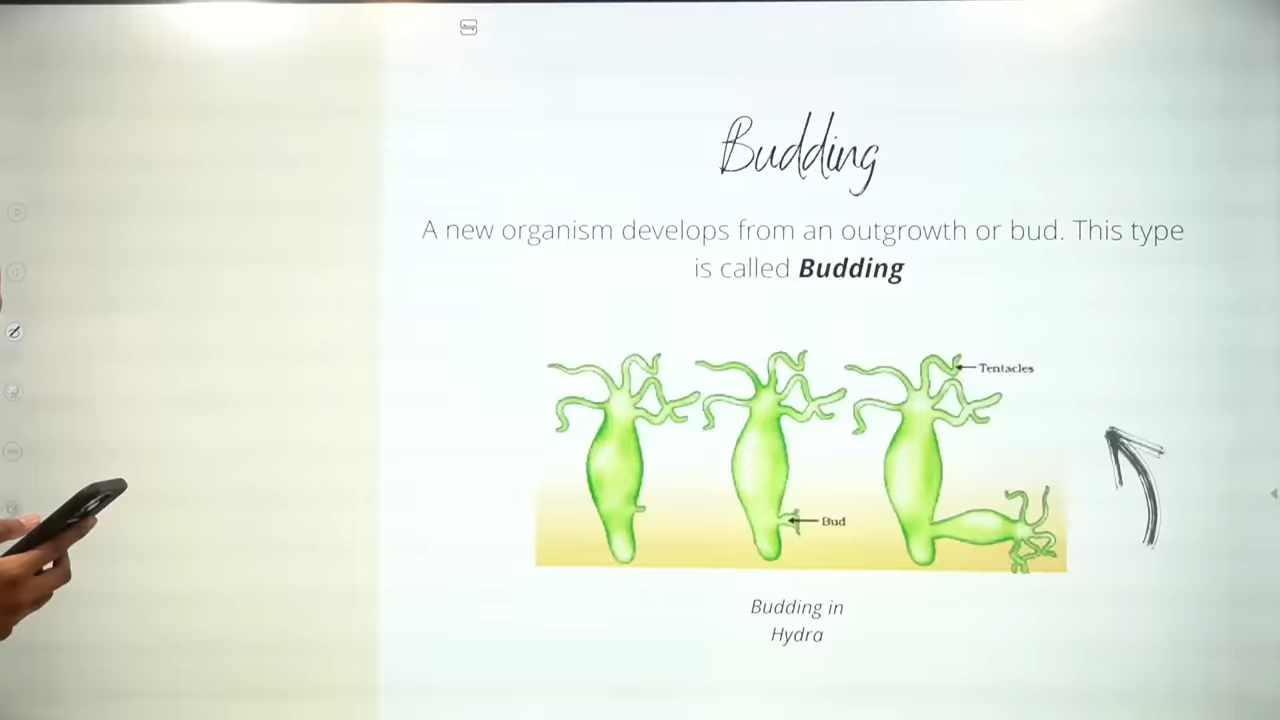 Budding
A new organism develops from an outgrowth or bud. This type
is called Budding
Tentacles
Bud
Budding in
Hydra